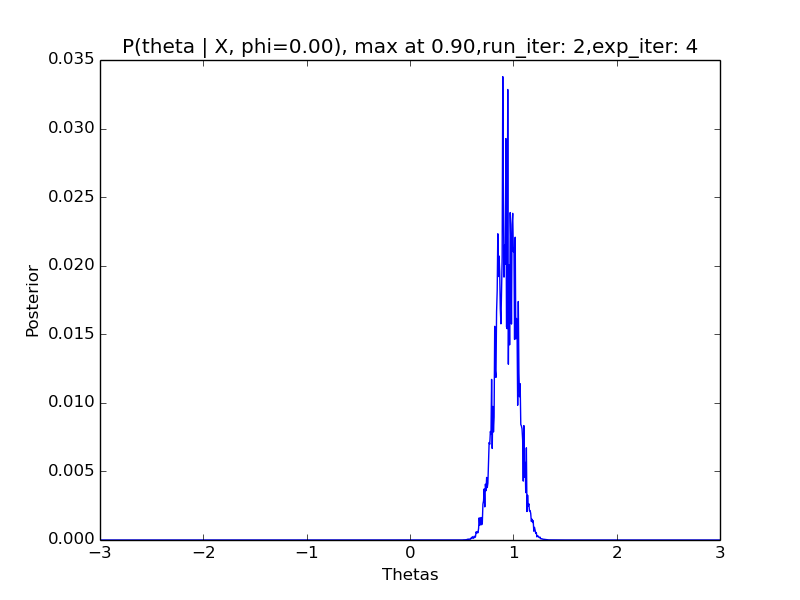 P(theta | X, phi=0.00), max at 0.90,run_iter: 2,exp_iter: 4
0.035
0.030
0.025
0.020
0.015
0.010
0.005
0.000
Posterior
−3 −2 −1 0 1 2 3
Thetas